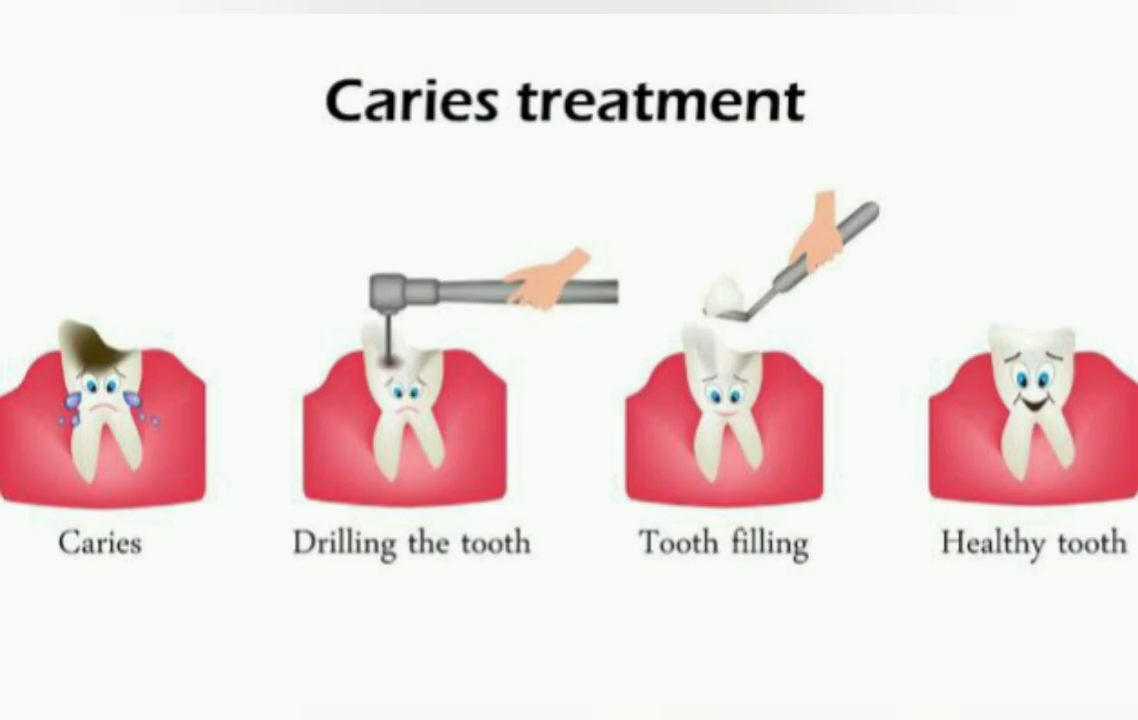 Caries treatment
Caries
Drilling the tooth
Tooth filling
Healthy tooth